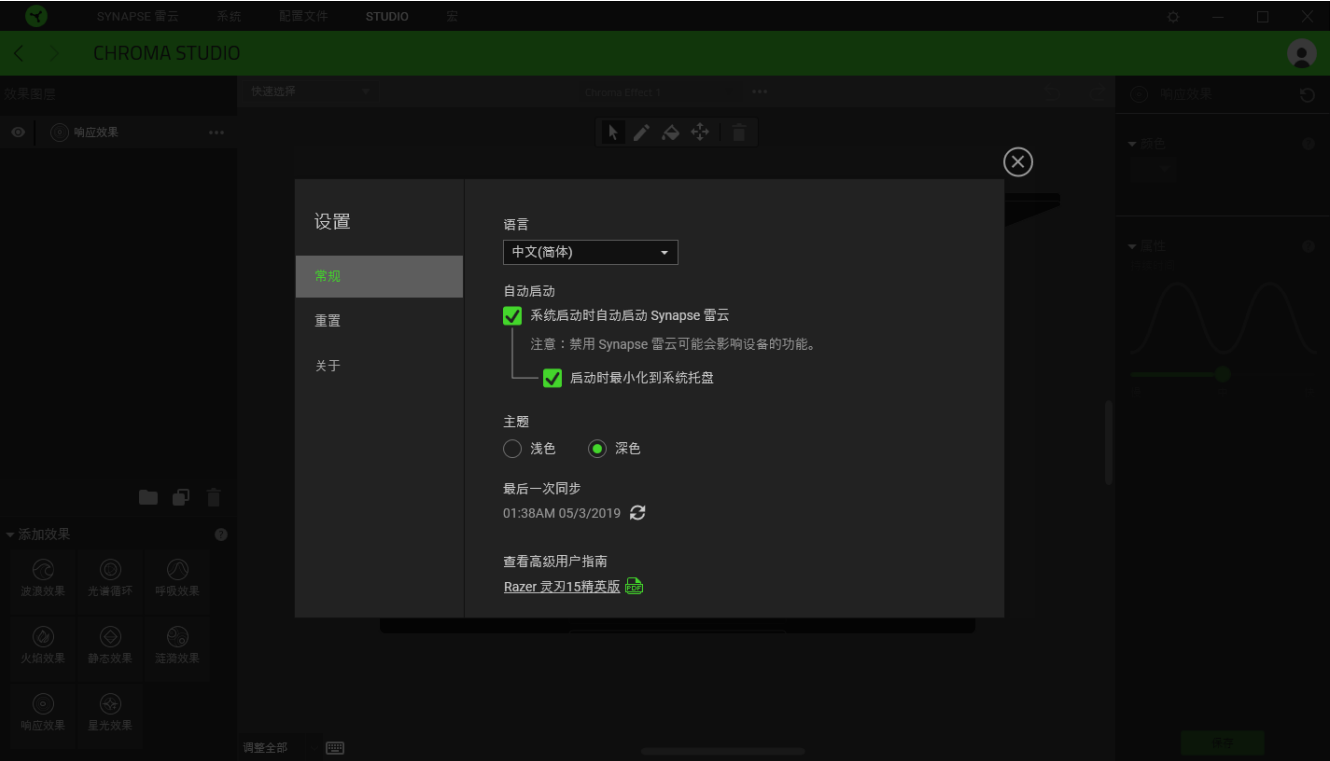 SYNAPSE 雷云
系统
配置文件
STUDIO
宏
CHROMA STUDIO
效果图层
快速选择
Chroma Effect 1
响应效果
响应效果
颜色
设置
常规
重置
关于
语言
中文(简体)
自动启动
系统启动时自动启动 Synapse 雷云
注意：禁用 Synapse 雷云可能会影响设备的功能。
启动时最小化到系统托盘
主题
浅色
深色
最后一次同步
01:38AM 05/3/2019
查看高级用户指南
Razer 灵刃15精英版
PDF
属性
添加效果
波浪效果
光谱循环
呼吸效果
火焰效果
静态效果
涟漪效果
响应效果
星光效果
调整全部
保存